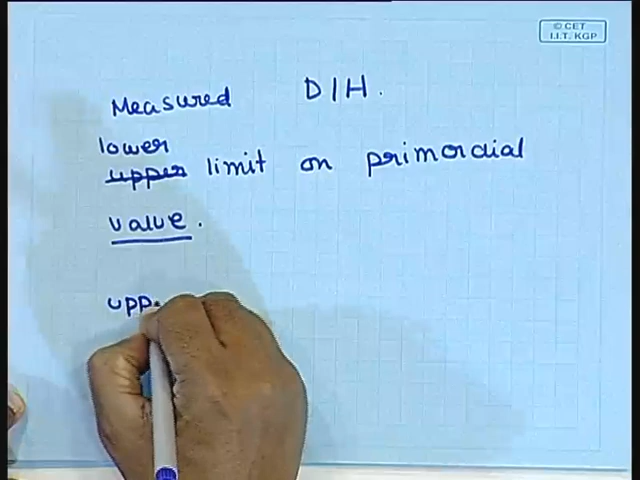 © CET
I.I.T. KGP
Measured D/H.
lower
upper limit on primordial
value.
upp